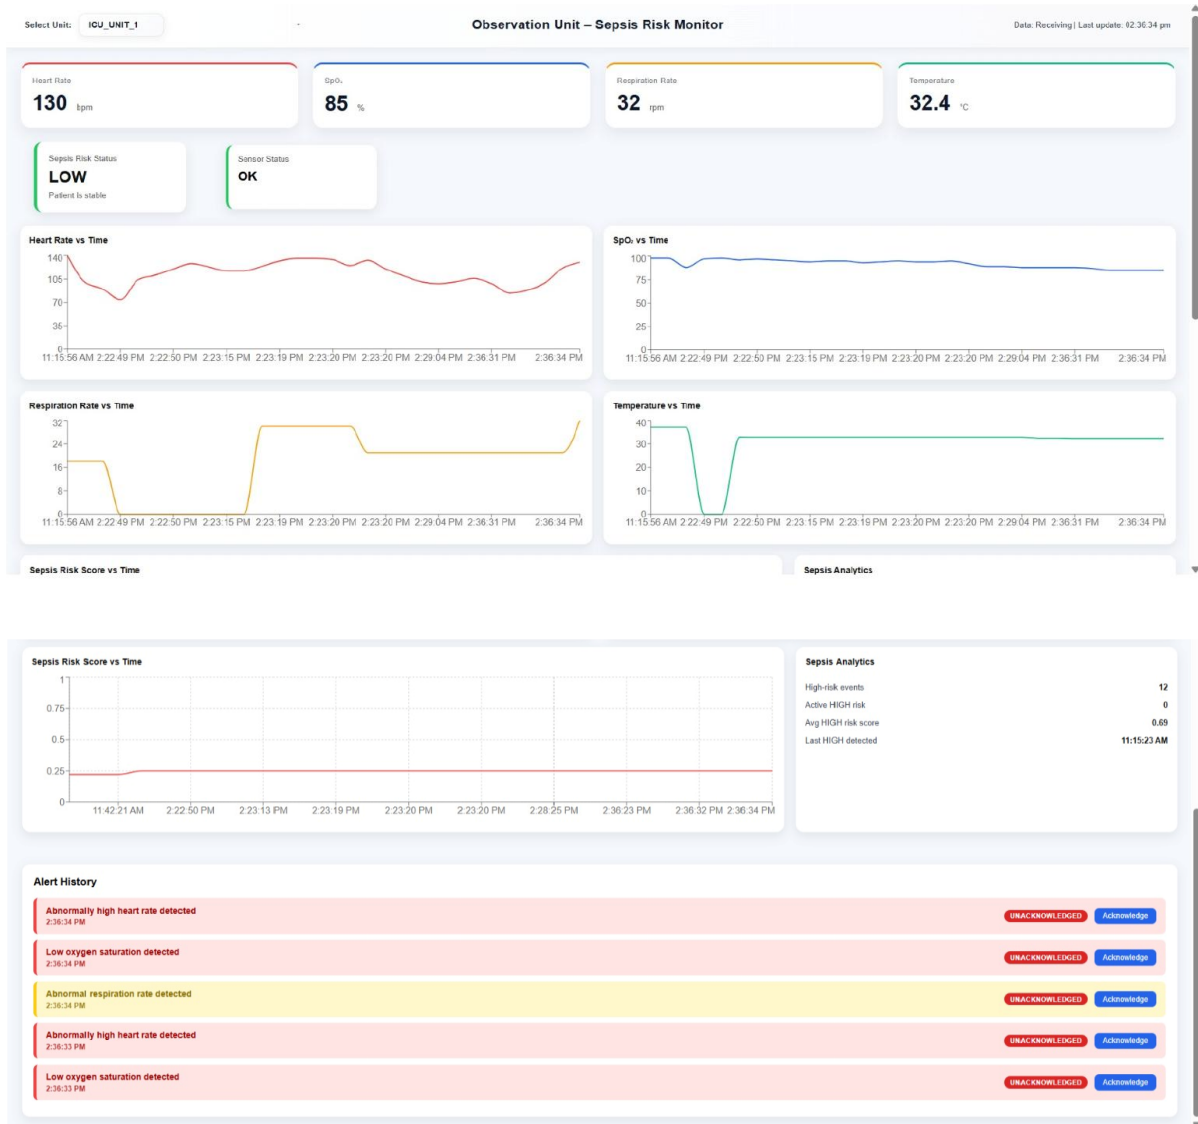 Select Unit: ICU_UNIT_1 - Observation Unit – Sepsis Risk Monitor Data: Receiving | Last update: 02:36:34 pm
Heart Rate
130 bpm
SpO₂
85 %
Respiration Rate
32 rpm
Temperature
32.4 °C
Sepsis Risk Status
LOW
Patient is stable
Sensor Status
OK
Heart Rate vs Time
140
105
70
35
0
11:15:56 AM 2:22:49 PM 2:22:50 PM 2:23:15 PM 2:23:19 PM 2:23:20 PM 2:23:20 PM 2:29:04 PM 2:36:31 PM 2:36:34 PM
SpO₂ vs Time
100
75
50
25
0
11:15:56 AM 2:22:49 PM 2:22:50 PM 2:23:15 PM 2:23:19 PM 2:23:20 PM 2:23:20 PM 2:29:04 PM 2:36:31 PM 2:36:34 PM
Respiration Rate vs Time
32
24
16
8
0
11:15:56 AM 2:22:49 PM 2:22:50 PM 2:23:15 PM 2:23:19 PM 2:23:20 PM 2:23:20 PM 2:29:04 PM 2:36:31 PM 2:36:34 PM
Temperature vs Time
40
30
20
10
0
11:15:56 AM 2:22:49 PM 2:22:50 PM 2:23:15 PM 2:23:19 PM 2:23:20 PM 2:23:20 PM 2:29:04 PM 2:36:31 PM 2:36:34 PM
Sepsis Risk Score vs Time
Sepsis Analytics
Sepsis Risk Score vs Time
1
0.75
0.5
0.25
0
11:42:21 AM 2:22:50 PM 2:23:13 PM 2:23:19 PM 2:23:20 PM 2:23:20 PM 2:28:25 PM 2:36:23 PM 2:36:32 PM 2:36:34 PM
Sepsis Analytics
High-risk events 12
Active HIGH risk 0
Avg HIGH risk score 0.69
Last HIGH detected 11:15:23 AM
Alert History
Abnormally high heart rate detected
2:36:34 PM
UNACKNOWLEDGED Acknowledge
Low oxygen saturation detected
2:36:34 PM
UNACKNOWLEDGED Acknowledge
Abnormal respiration rate detected
2:36:34 PM
UNACKNOWLEDGED Acknowledge
Abnormally high heart rate detected
2:36:33 PM
UNACKNOWLEDGED Acknowledge
Low oxygen saturation detected
2:36:33 PM
UNACKNOWLEDGED Acknowledge